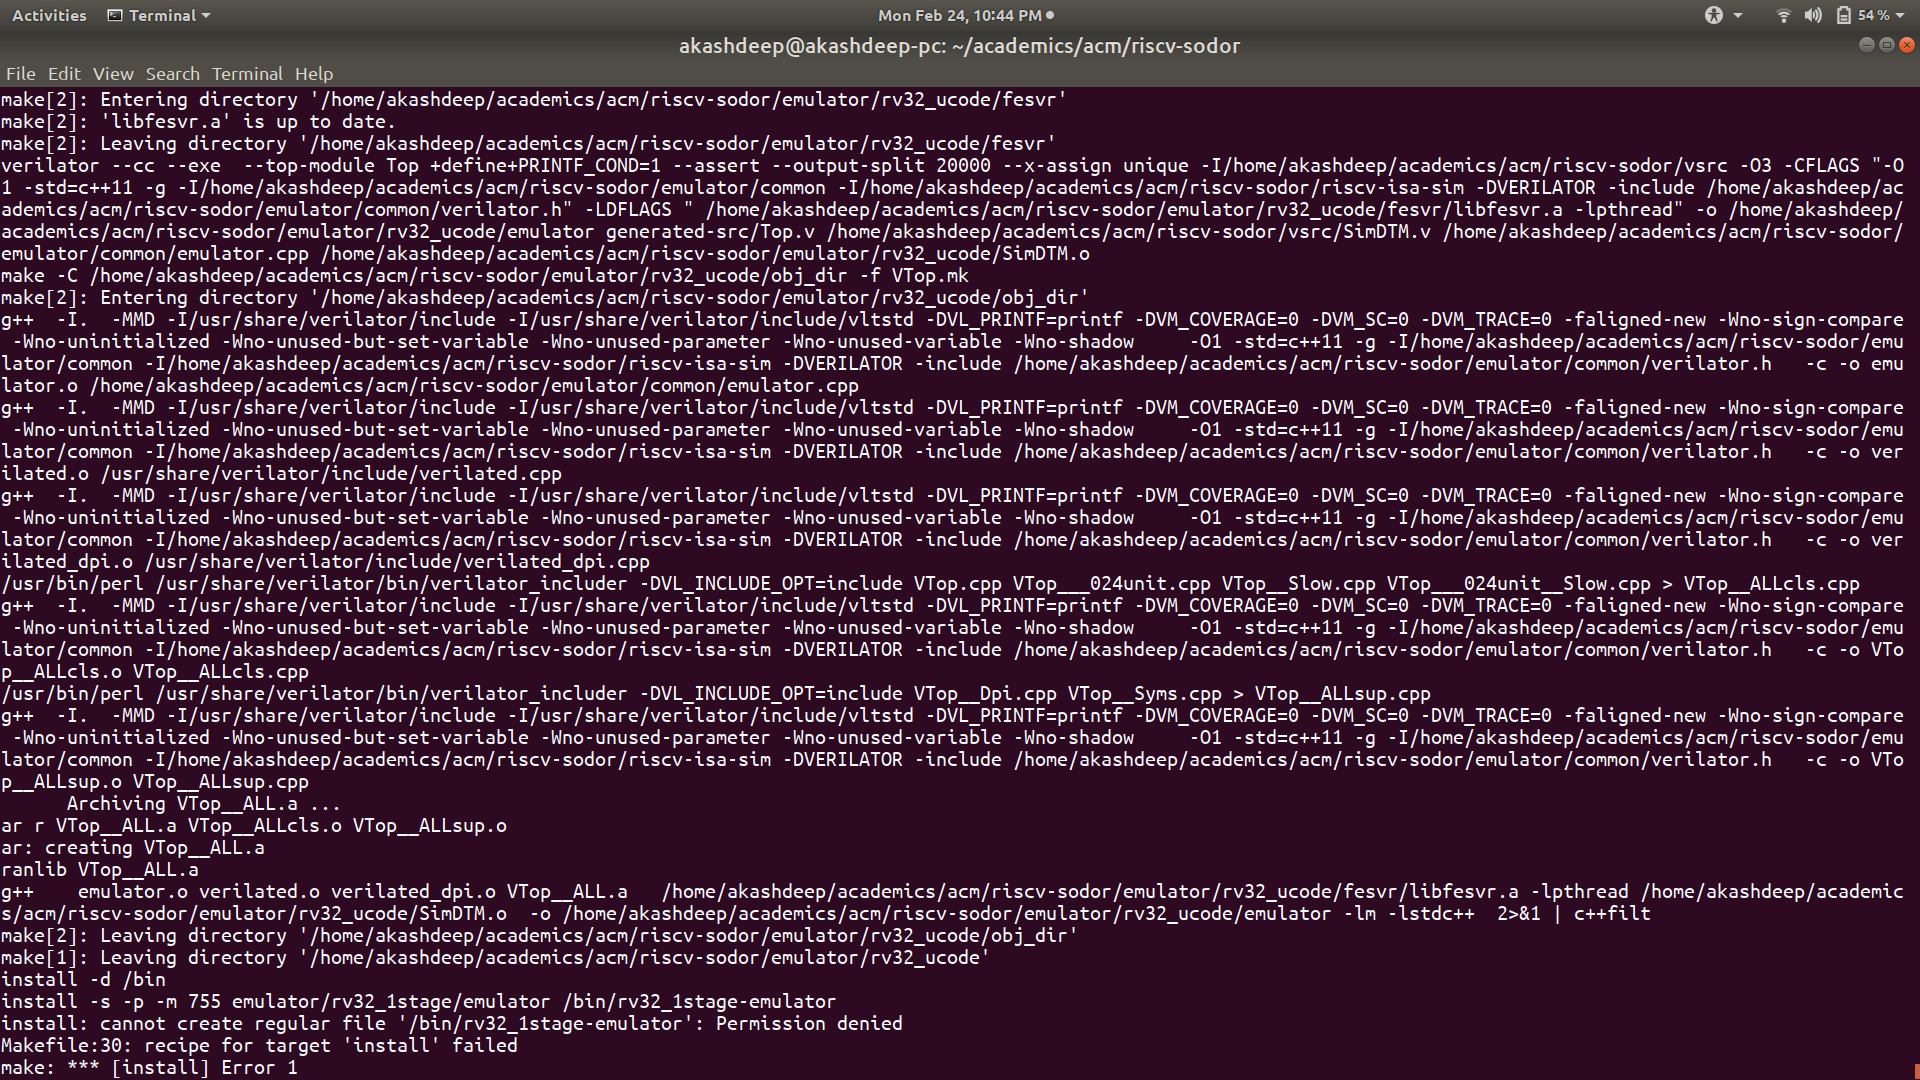 Activities Terminal Mon Feb 24, 10:44 PM 54 %
akashdeep@akashdeep-pc: ~/academics/acm/riscv-sodor
File Edit View Search Terminal Help
make[2]: Entering directory '/home/akashdeep/academics/acm/riscv-sodor/emulator/rv32_ucode/fesvr'
make[2]: 'libfesvr.a' is up to date.
make[2]: Leaving directory '/home/akashdeep/academics/acm/riscv-sodor/emulator/rv32_ucode/fesvr'
verilator --cc --exe  --top-module Top +define+PRINTF_COND=1 --assert --output-split 20000 --x-assign unique -I/home/akashdeep/academics/acm/riscv-sodor/vsrc -O3 -CFLAGS "-O
1 -std=c++11 -g -I/home/akashdeep/academics/acm/riscv-sodor/emulator/common -I/home/akashdeep/academics/acm/riscv-sodor/riscv-isa-sim -DVERILATOR -include /home/akashdeep/ac
ademics/acm/riscv-sodor/emulator/common/verilator.h" -LDFLAGS " /home/akashdeep/academics/acm/riscv-sodor/emulator/rv32_ucode/fesvr/libfesvr.a -lpthread" -o /home/akashdeep/
academics/acm/riscv-sodor/emulator/rv32_ucode/emulator generated-src/Top.v /home/akashdeep/academics/acm/riscv-sodor/vsrc/SimDTM.v /home/akashdeep/academics/acm/riscv-sodor/
emulator/common/emulator.cpp /home/akashdeep/academics/acm/riscv-sodor/emulator/rv32_ucode/SimDTM.o
make -C /home/akashdeep/academics/acm/riscv-sodor/emulator/rv32_ucode/obj_dir -f VTop.mk
make[2]: Entering directory '/home/akashdeep/academics/acm/riscv-sodor/emulator/rv32_ucode/obj_dir'
g++  -I.  -MMD -I/usr/share/verilator/include -I/usr/share/verilator/include/vltstd -DVL_PRINTF=printf -DVM_COVERAGE=0 -DVM_SC=0 -DVM_TRACE=0 -faligned-new -Wno-sign-compare
 -Wno-uninitialized -Wno-unused-but-set-variable -Wno-unused-parameter -Wno-unused-variable -Wno-shadow     -O1 -std=c++11 -g -I/home/akashdeep/academics/acm/riscv-sodor/emu
lator/common -I/home/akashdeep/academics/acm/riscv-sodor/riscv-isa-sim -DVERILATOR -include /home/akashdeep/academics/acm/riscv-sodor/emulator/common/verilator.h   -c -o emu
lator.o /home/akashdeep/academics/acm/riscv-sodor/emulator/common/emulator.cpp
g++  -I.  -MMD -I/usr/share/verilator/include -I/usr/share/verilator/include/vltstd -DVL_PRINTF=printf -DVM_COVERAGE=0 -DVM_SC=0 -DVM_TRACE=0 -faligned-new -Wno-sign-compare
 -Wno-uninitialized -Wno-unused-but-set-variable -Wno-unused-parameter -Wno-unused-variable -Wno-shadow     -O1 -std=c++11 -g -I/home/akashdeep/academics/acm/riscv-sodor/emu
lator/common -I/home/akashdeep/academics/acm/riscv-sodor/riscv-isa-sim -DVERILATOR -include /home/akashdeep/academics/acm/riscv-sodor/emulator/common/verilator.h   -c -o ver
ilated.o /usr/share/verilator/include/verilated.cpp
g++  -I.  -MMD -I/usr/share/verilator/include -I/usr/share/verilator/include/vltstd -DVL_PRINTF=printf -DVM_COVERAGE=0 -DVM_SC=0 -DVM_TRACE=0 -faligned-new -Wno-sign-compare
 -Wno-uninitialized -Wno-unused-but-set-variable -Wno-unused-parameter -Wno-unused-variable -Wno-shadow     -O1 -std=c++11 -g -I/home/akashdeep/academics/acm/riscv-sodor/emu
lator/common -I/home/akashdeep/academics/acm/riscv-sodor/riscv-isa-sim -DVERILATOR -include /home/akashdeep/academics/acm/riscv-sodor/emulator/common/verilator.h   -c -o ver
ilated_dpi.o /usr/share/verilator/include/verilated_dpi.cpp
/usr/bin/perl /usr/share/verilator/bin/verilator_includer -DVL_INCLUDE_OPT=include VTop.cpp VTop___024unit.cpp VTop__Slow.cpp VTop___024unit__Slow.cpp > VTop__ALLcls.cpp
g++  -I.  -MMD -I/usr/share/verilator/include -I/usr/share/verilator/include/vltstd -DVL_PRINTF=printf -DVM_COVERAGE=0 -DVM_SC=0 -DVM_TRACE=0 -faligned-new -Wno-sign-compare
 -Wno-uninitialized -Wno-unused-but-set-variable -Wno-unused-parameter -Wno-unused-variable -Wno-shadow     -O1 -std=c++11 -g -I/home/akashdeep/academics/acm/riscv-sodor/emu
lator/common -I/home/akashdeep/academics/acm/riscv-sodor/riscv-isa-sim -DVERILATOR -include /home/akashdeep/academics/acm/riscv-sodor/emulator/common/verilator.h   -c -o VTo
p__ALLcls.o VTop__ALLcls.cpp
/usr/bin/perl /usr/share/verilator/bin/verilator_includer -DVL_INCLUDE_OPT=include VTop__Dpi.cpp VTop__Syms.cpp > VTop__ALLsup.cpp
g++  -I.  -MMD -I/usr/share/verilator/include -I/usr/share/verilator/include/vltstd -DVL_PRINTF=printf -DVM_COVERAGE=0 -DVM_SC=0 -DVM_TRACE=0 -faligned-new -Wno-sign-compare
 -Wno-uninitialized -Wno-unused-but-set-variable -Wno-unused-parameter -Wno-unused-variable -Wno-shadow     -O1 -std=c++11 -g -I/home/akashdeep/academics/acm/riscv-sodor/emu
lator/common -I/home/akashdeep/academics/acm/riscv-sodor/riscv-isa-sim -DVERILATOR -include /home/akashdeep/academics/acm/riscv-sodor/emulator/common/verilator.h   -c -o VTo
p__ALLsup.o VTop__ALLsup.cpp
      Archiving VTop__ALL.a ...
ar r VTop__ALL.a VTop__ALLcls.o VTop__ALLsup.o
ar: creating VTop__ALL.a
ranlib VTop__ALL.a
g++    emulator.o verilated.o verilated_dpi.o VTop__ALL.a   /home/akashdeep/academics/acm/riscv-sodor/emulator/rv32_ucode/fesvr/libfesvr.a -lpthread /home/akashdeep/academic
s/acm/riscv-sodor/emulator/rv32_ucode/SimDTM.o  -o /home/akashdeep/academics/acm/riscv-sodor/emulator/rv32_ucode/emulator -lm -lstdc++  2>&1 | c++filt
make[2]: Leaving directory '/home/akashdeep/academics/acm/riscv-sodor/emulator/rv32_ucode/obj_dir'
make[1]: Leaving directory '/home/akashdeep/academics/acm/riscv-sodor/emulator/rv32_ucode'
install -d /bin
install -s -p -m 755 emulator/rv32_1stage/emulator /bin/rv32_1stage-emulator
install: cannot create regular file '/bin/rv32_1stage-emulator': Permission denied
Makefile:30: recipe for target 'install' failed
make: *** [install] Error 1